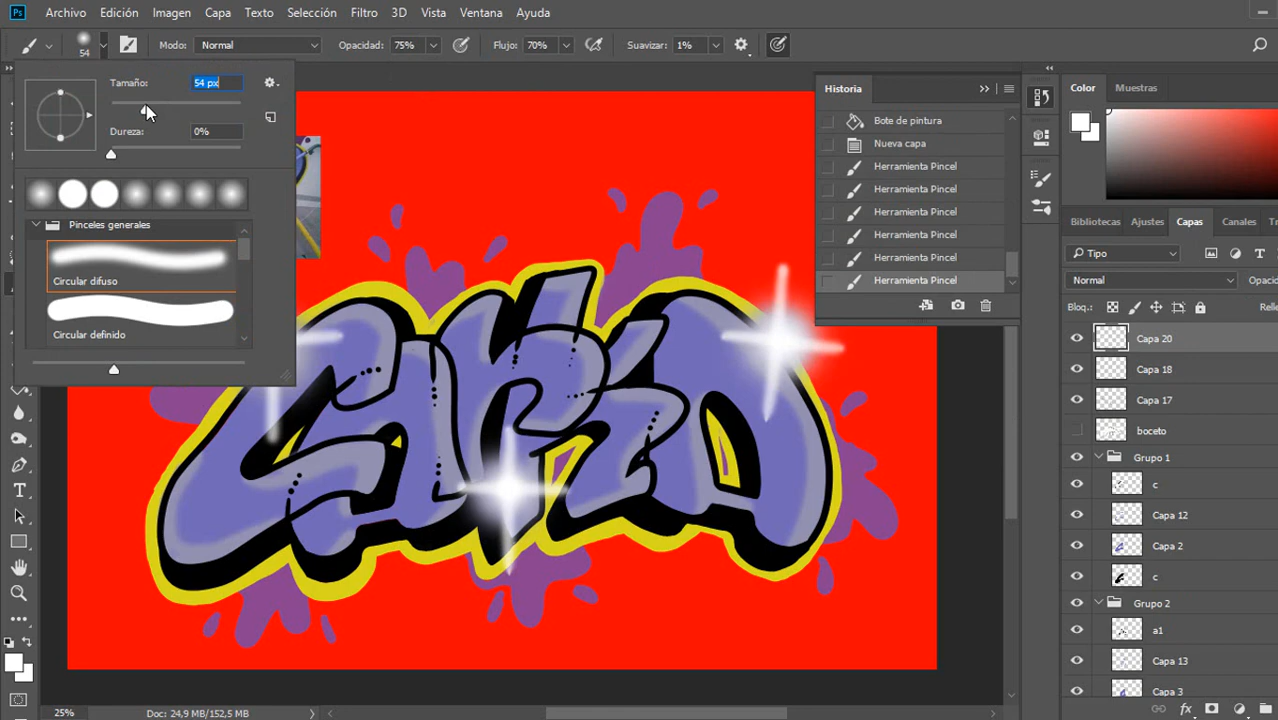 Ps Archivo Edición Imagen Capa Texto Selección Filtro 3D Vista Ventana Ayuda
54 Modo: Normal Opacidad: 75% Flujo: 70% Suavizar: 1%
Tamaño: 54 px
Dureza: 0%
Pinceles generales
Circular difuso
Circular definido
Historia
Bote de pintura
Nueva capa
Herramienta Pincel
Herramienta Pincel
Herramienta Pincel
Herramienta Pincel
Herramienta Pincel
Herramienta Pincel
Color Muestras
Bibliotecas Ajustes Capas Canales
Tipo
Normal
Bloq.:
Capa 20
Capa 18
Capa 17
boceto
Grupo 1
c
Capa 12
Capa 2
c
Grupo 2
a1
Capa 13
Capa 3
T
fx
25% Doc: 24,9 MB/152,5 MB